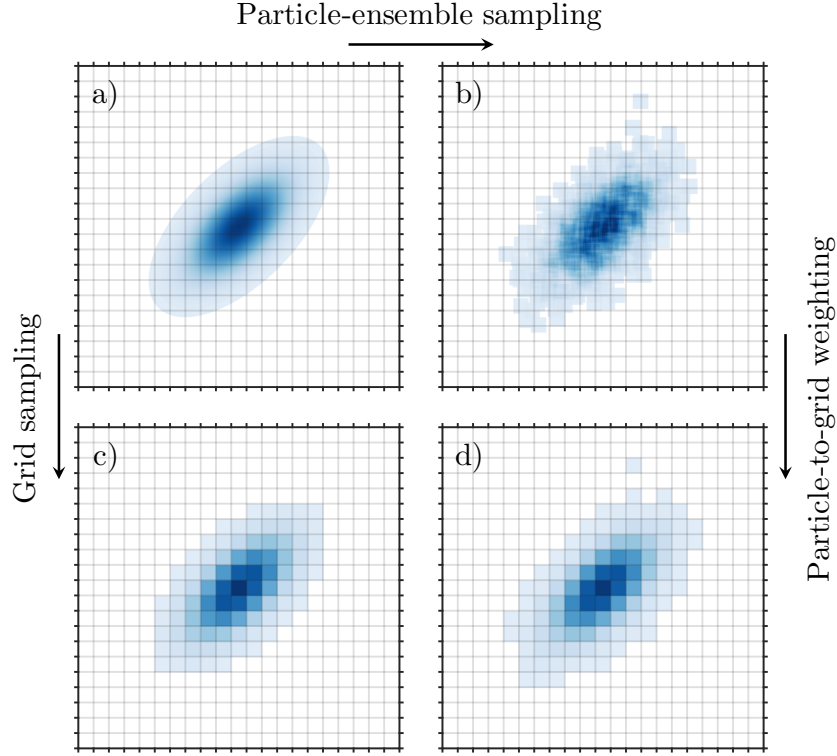 Particle-ensemble sampling
a)
b)
Grid sampling
Particle-to-grid weighting
c)
d)